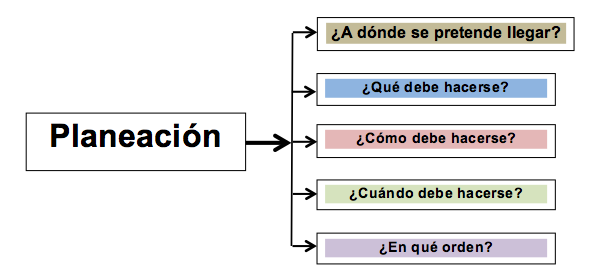 Planeación
¿A dónde se pretende llegar?
¿Qué debe hacerse?
¿Cómo debe hacerse?
¿Cuándo debe hacerse?
¿En qué orden?